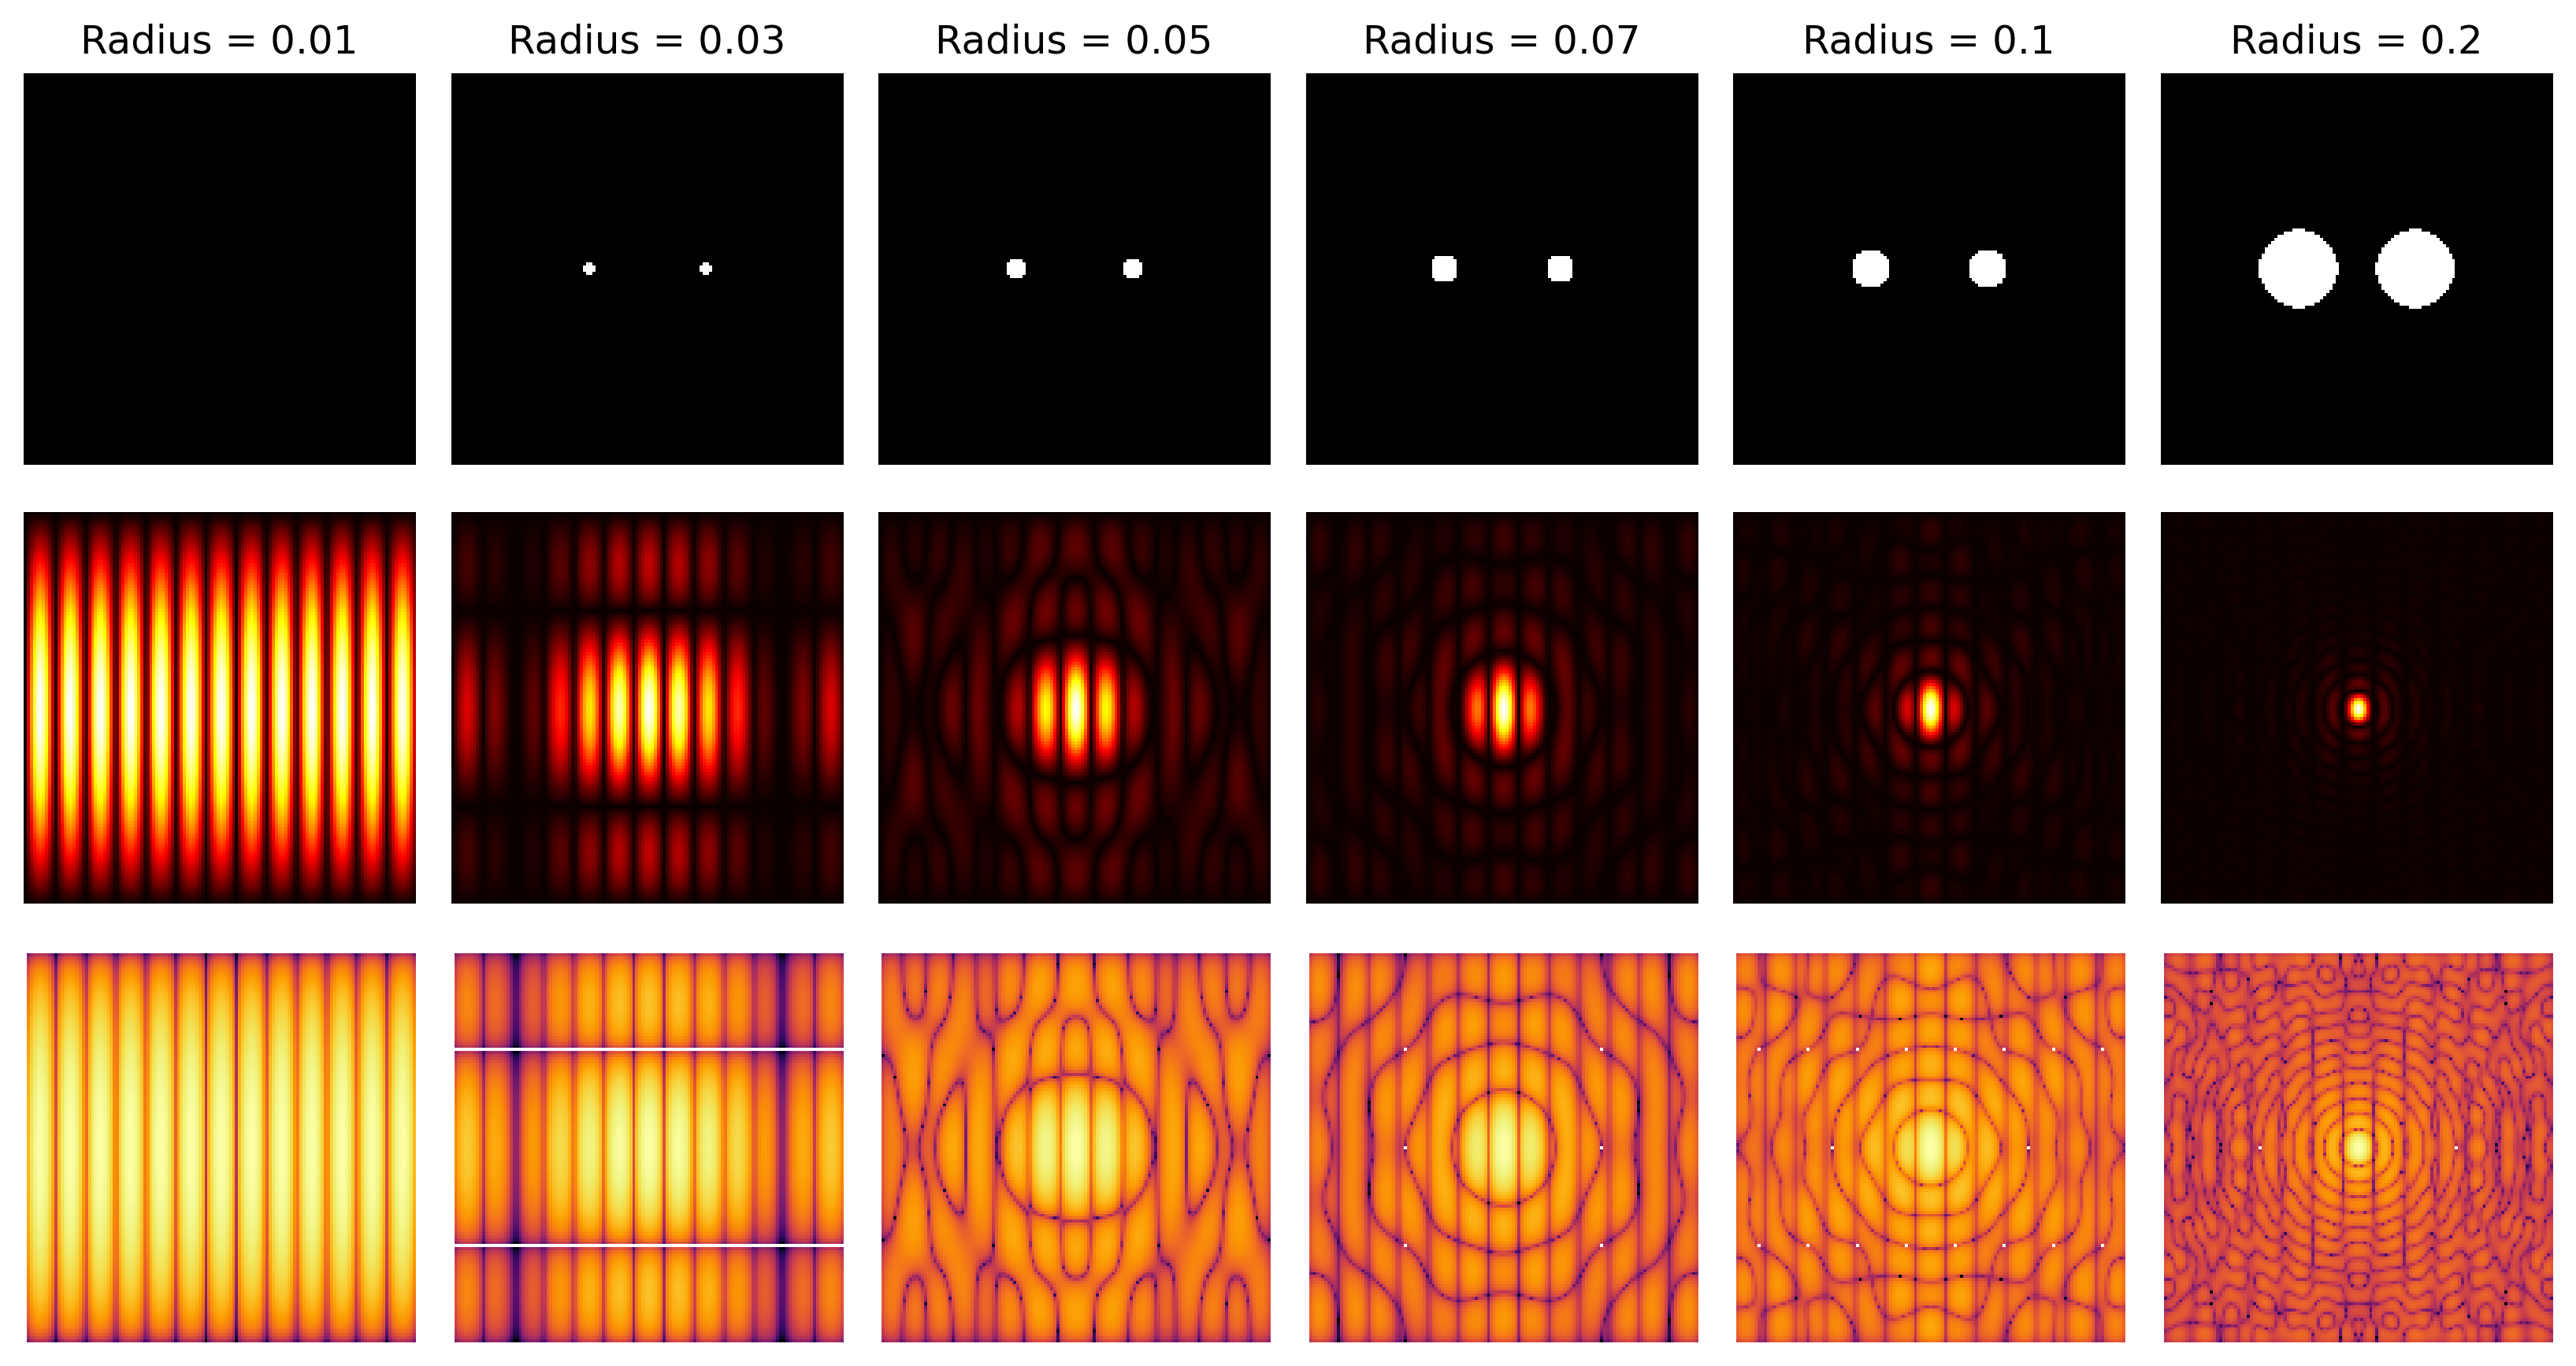 Radius = 0.01
Radius = 0.03
Radius = 0.05
Radius = 0.07
Radius = 0.1
Radius = 0.2